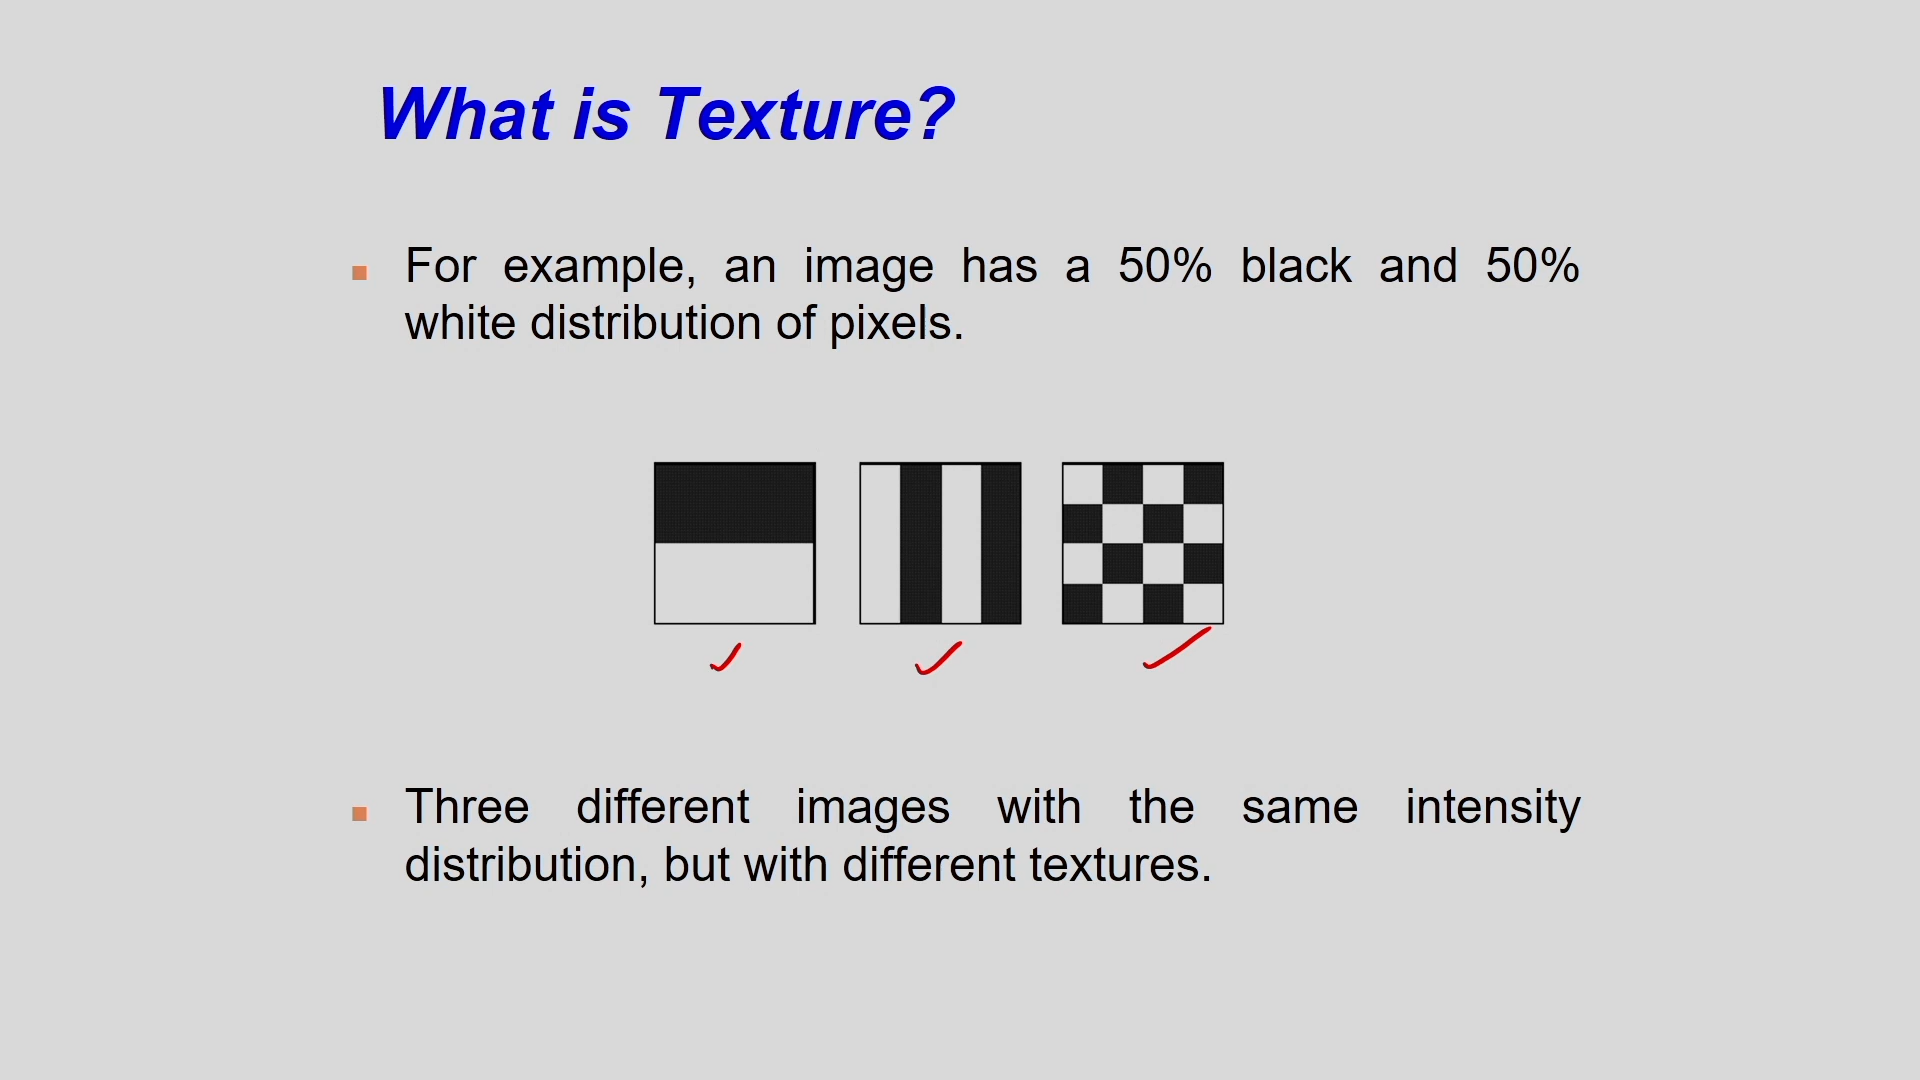 What is Texture?
For example, an image has a 50% black and 50%
white distribution of pixels.
Three different images with the same intensity
distribution, but with different textures.